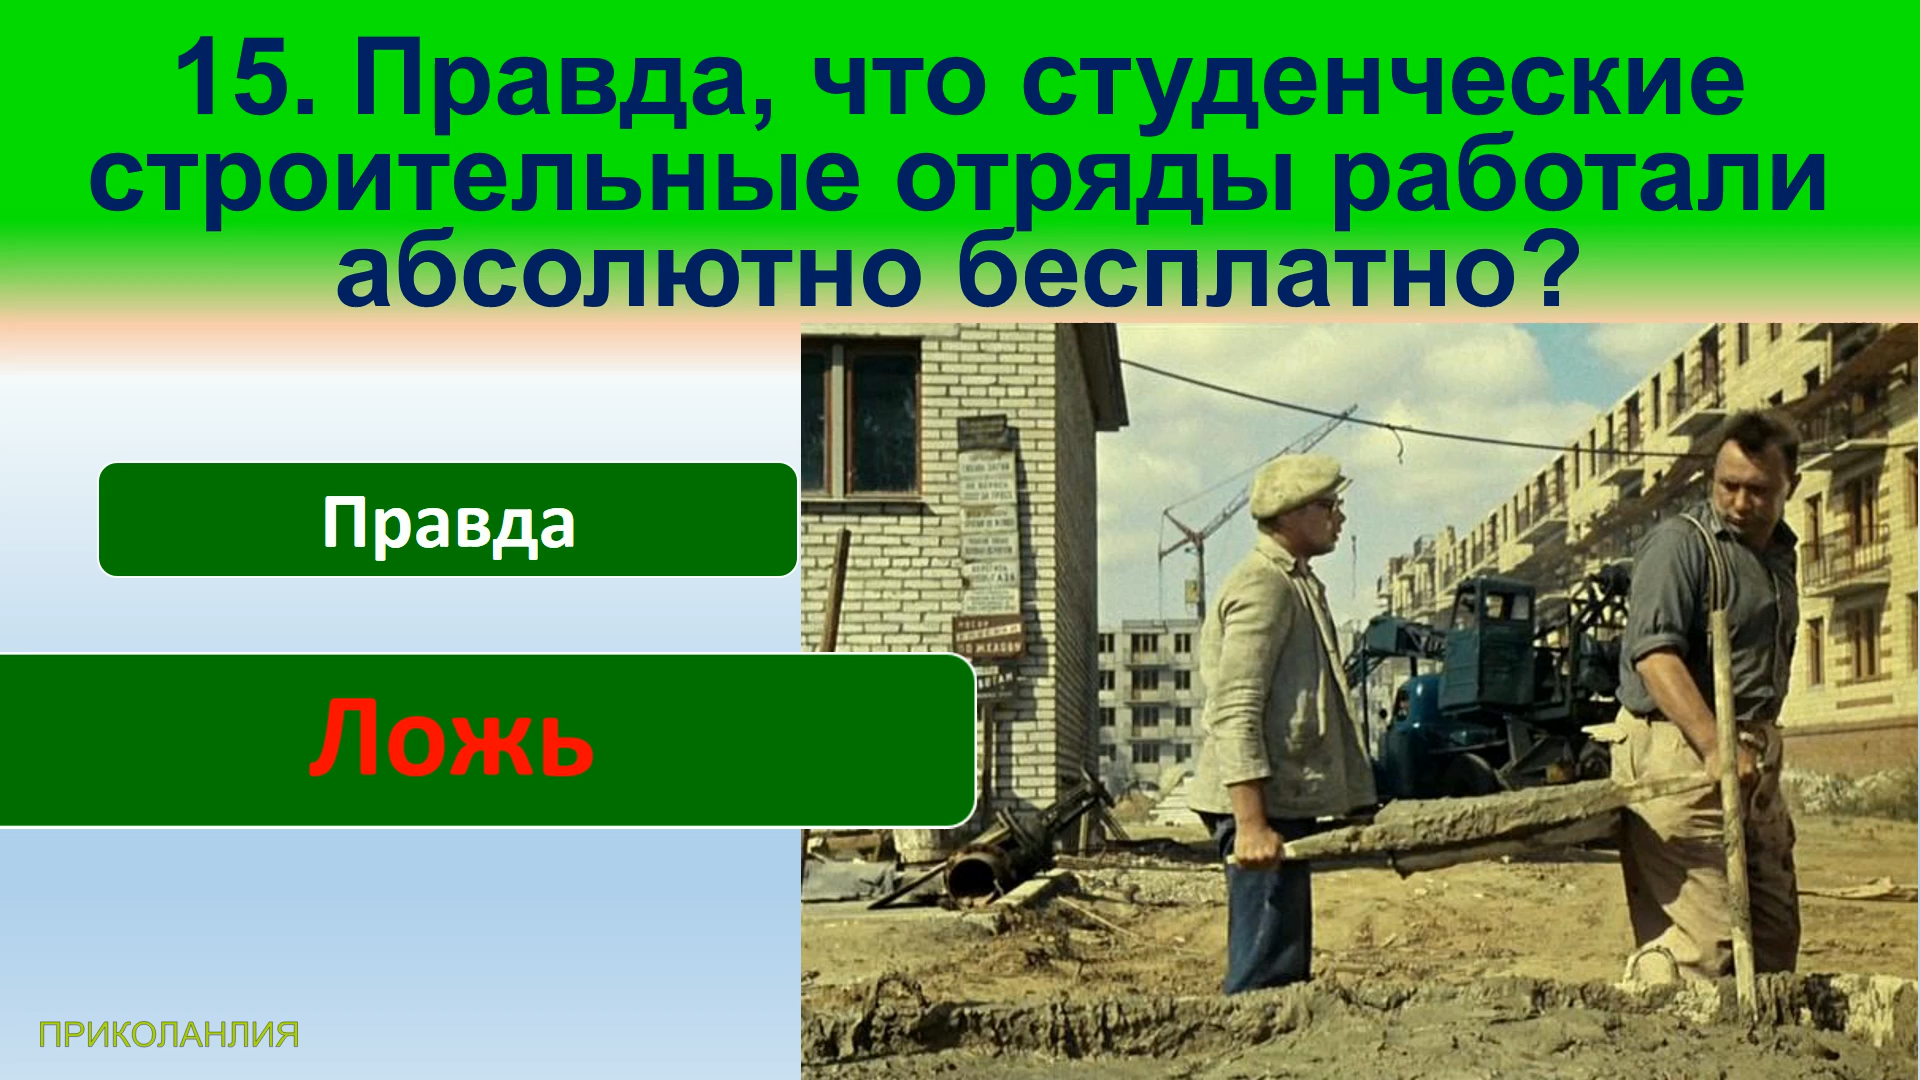 15. Правда, что студенческие
строительные отряды работали
абсолютно бесплатно?
Правда
Ложь
ПРИКОЛАНЛИЯ